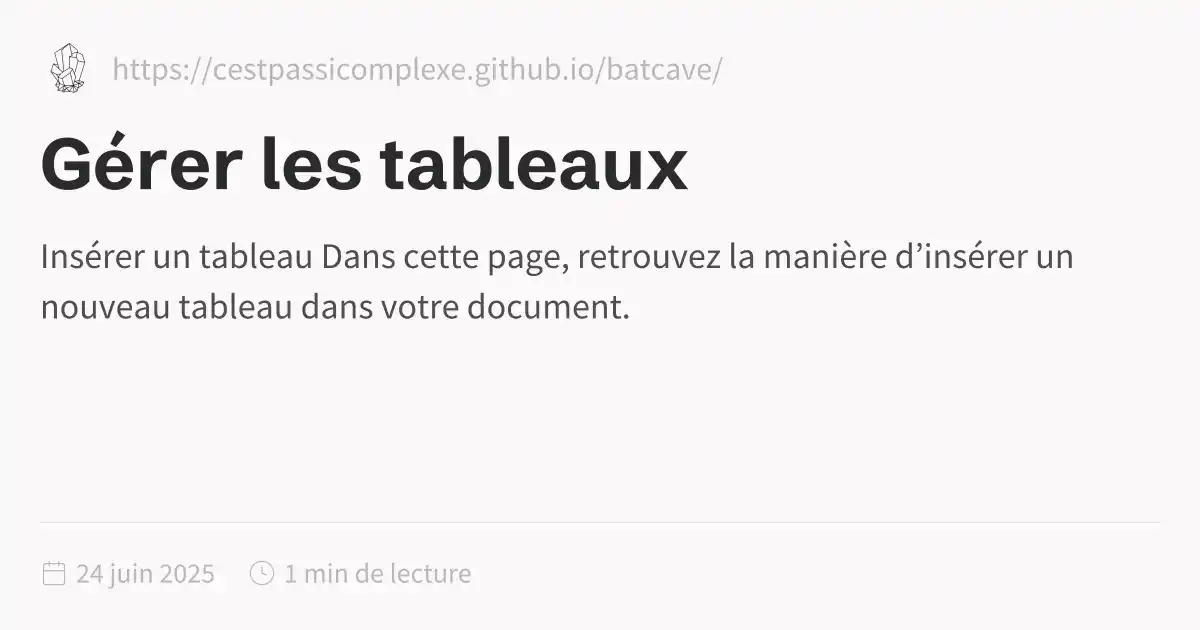 https://cestpassicomplexe.github.io/batcave/
Gérer les tableaux
Insérer un tableau Dans cette page, retrouvez la manière d’insérer un
nouveau tableau dans votre document.
24 juin 2025
1 min de lecture